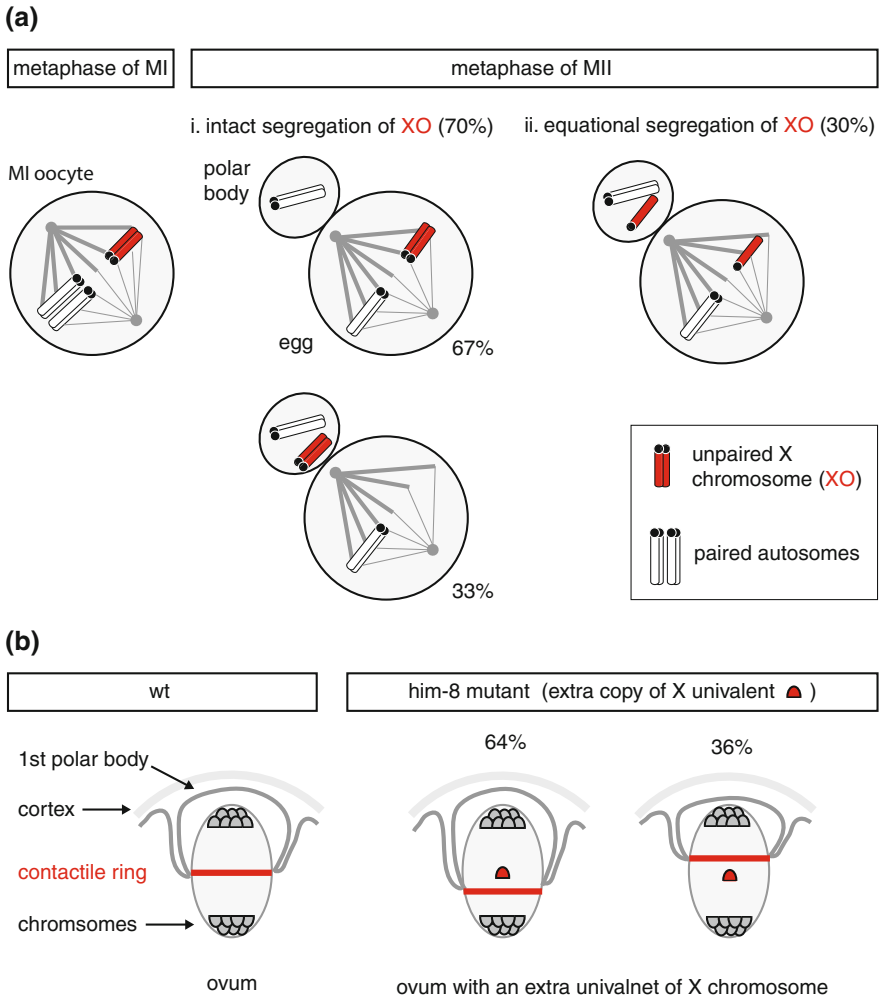 (a)
metaphase of MI
metaphase of MII
i. intact segregation of XO (70%)
ii. equational segregation of XO (30%)
MI oocyte
polar
body
egg
67%
33%
unpaired X
chromosome (XO)
paired autosomes
(b)
wt
him-8 mutant (extra copy of X univalent )
64%
36%
1st polar body
cortex
contactile ring
chromsomes
ovum
ovum with an extra univalnet of X chromosome